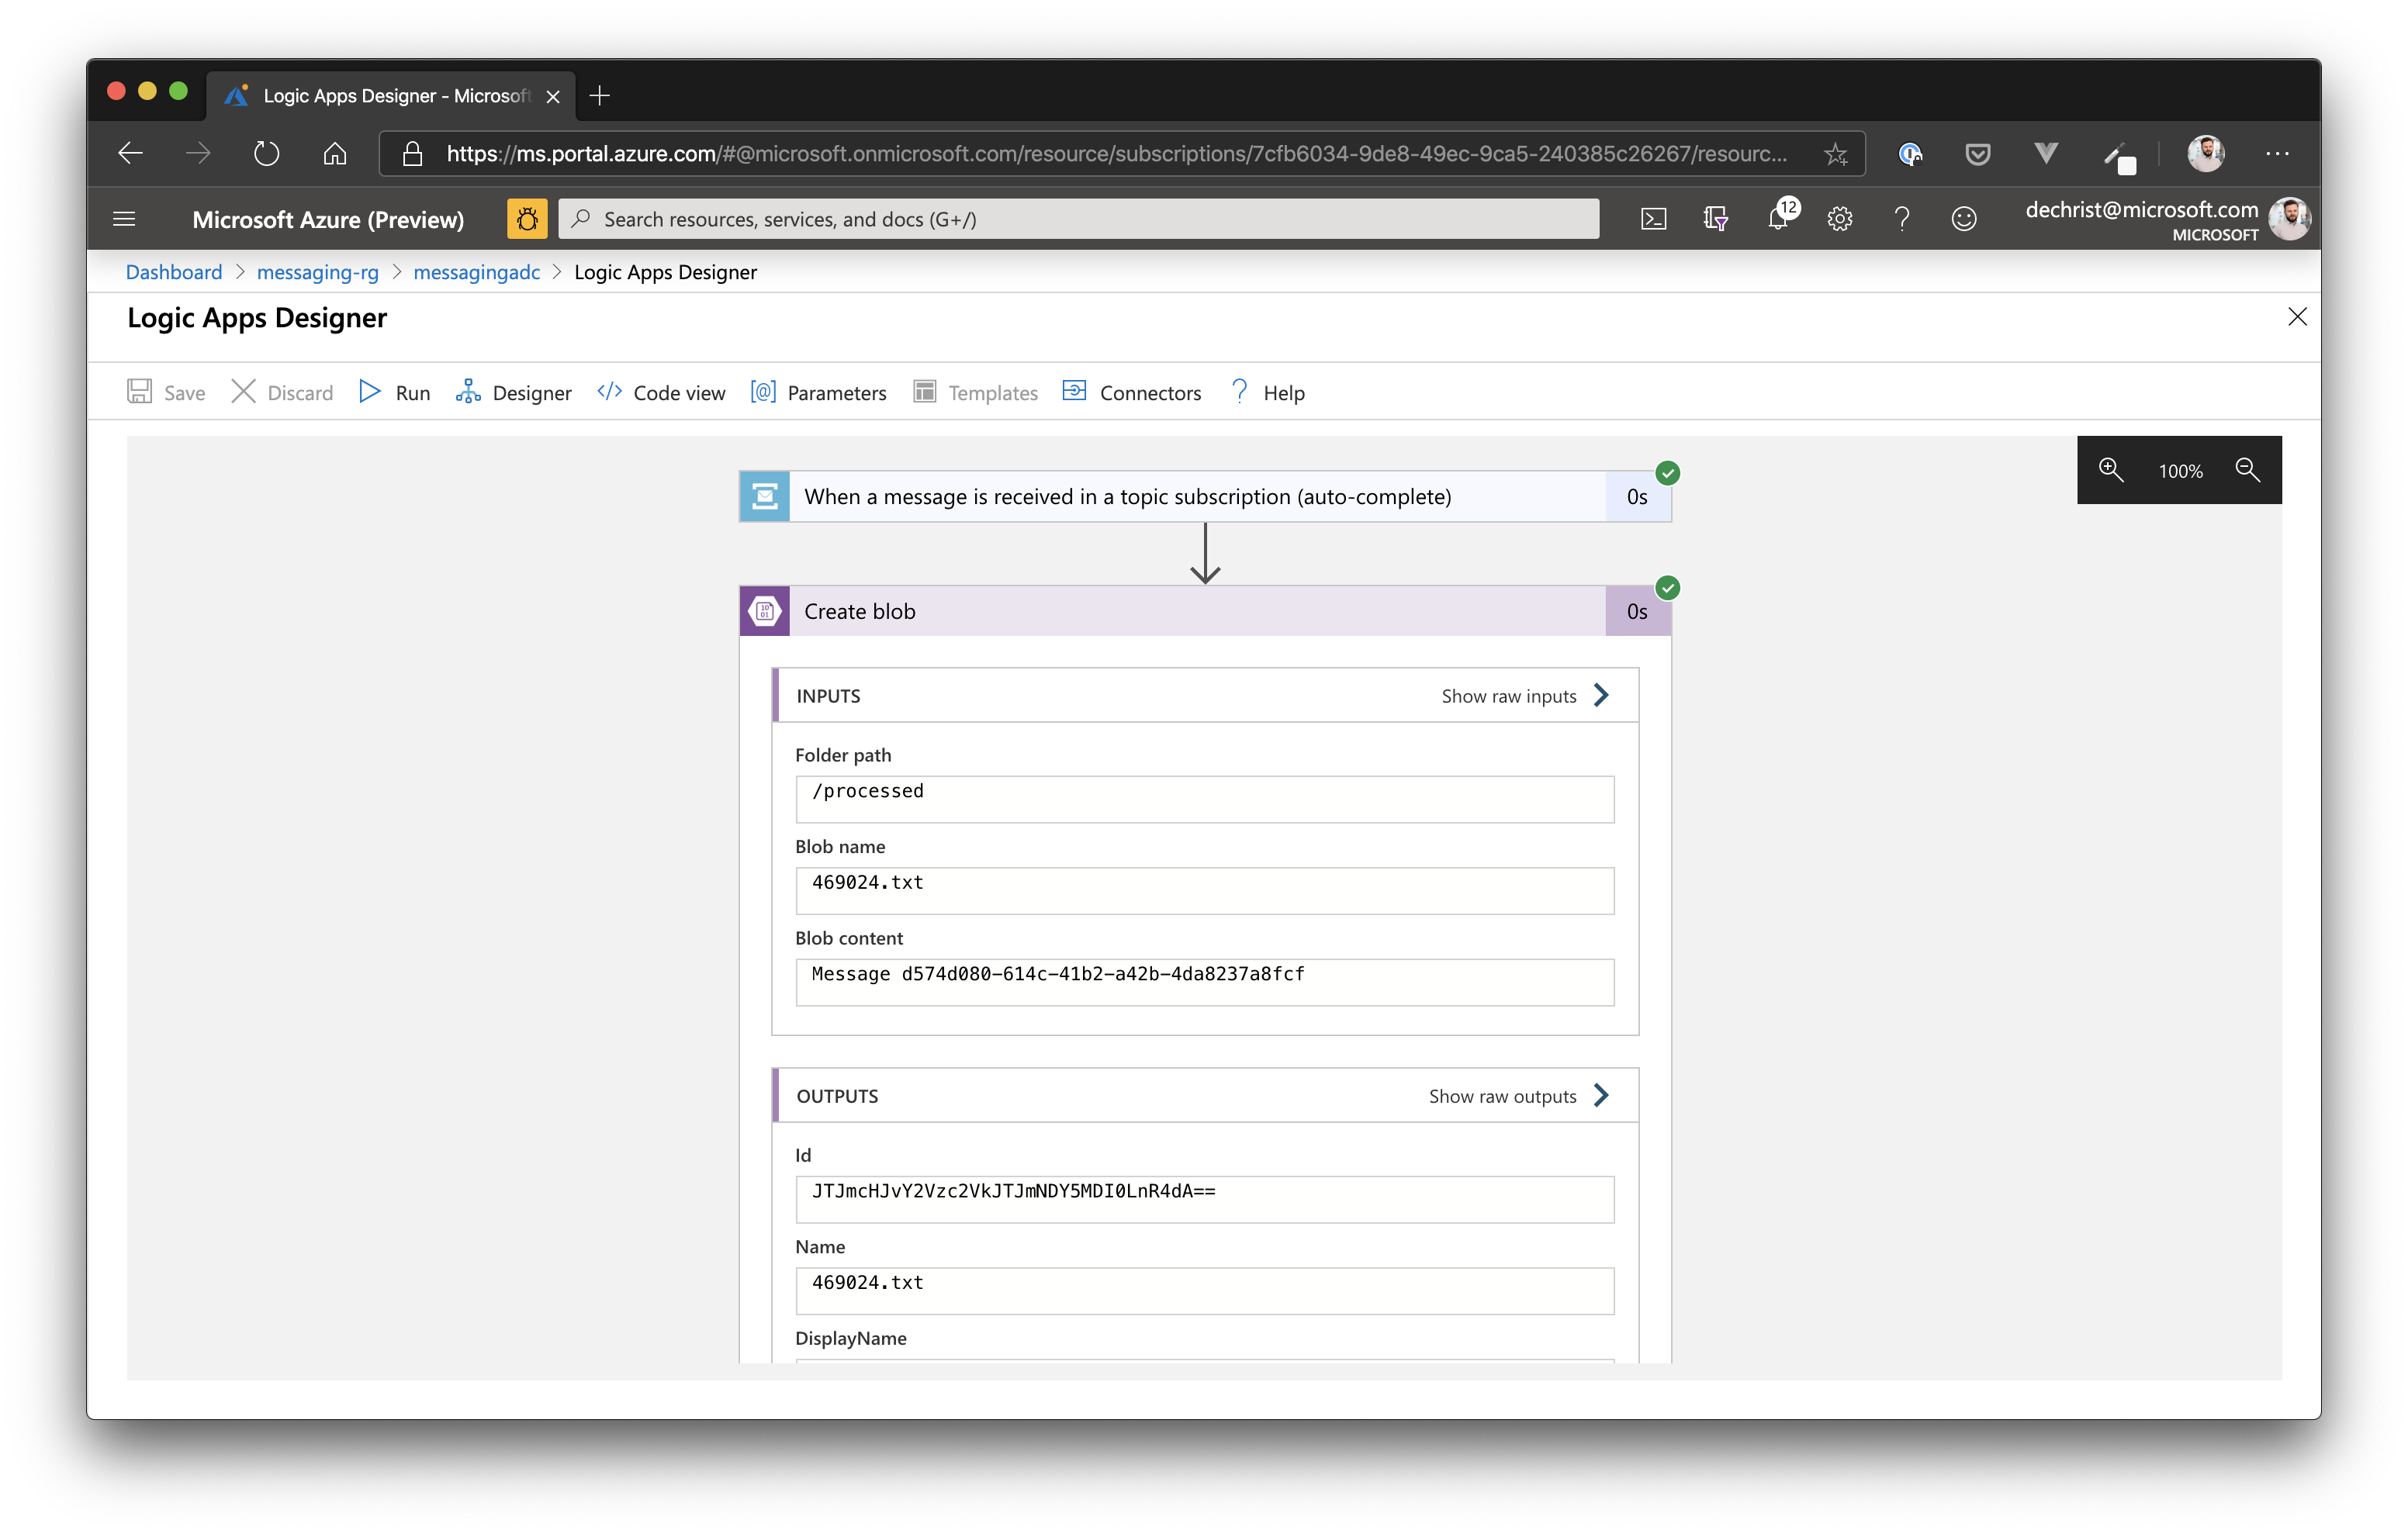 Logic Apps Designer - Microsoft
https://ms.portal.azure.com/#@microsoft.onmicrosoft.com/resource/subscriptions/7cfb6034-9de8-49ec-9ca5-240385c26267/resourc...
Microsoft Azure (Preview)
Search resources, services, and docs (G+/)
12
dechrist@microsoft.com
MICROSOFT
Dashboard > messaging-rg > messagingadc > Logic Apps Designer
Logic Apps Designer
Save Discard Run Designer Code view Parameters Templates Connectors Help
100%
When a message is received in a topic subscription (auto-complete) 0s
Create blob 0s
INPUTS Show raw inputs
Folder path
/processed
Blob name
469024.txt
Blob content
Message d574d080-614c-41b2-a42b-4da8237a8fcf
OUTPUTS Show raw outputs
Id
JTJmcHJvY2Vzc2VkJTJmNDY5MDI0LnR4dA==
Name
469024.txt
DisplayName